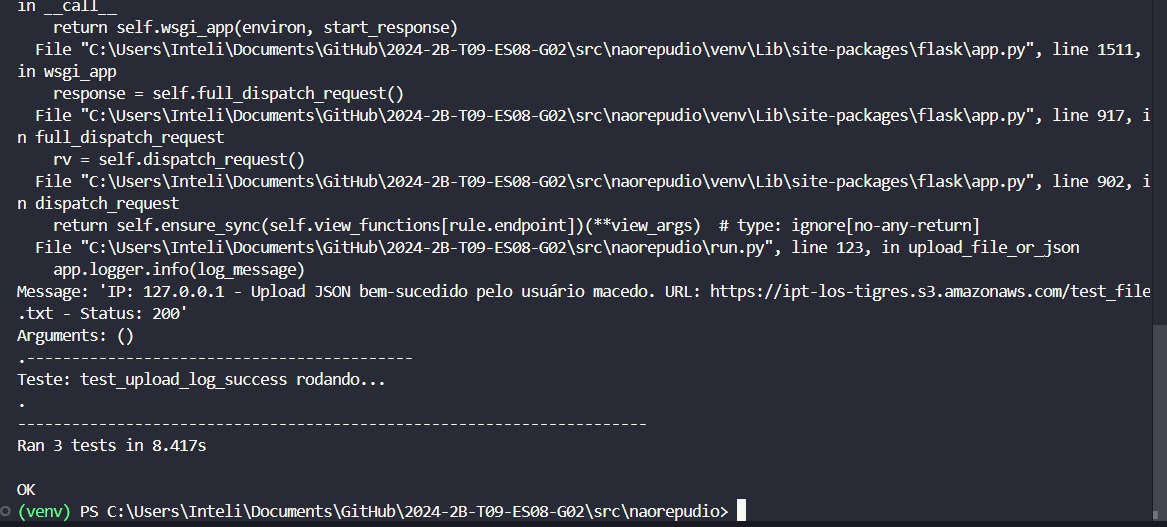 in __call__
    return self.wsgi_app(environ, start_response)
  File "C:\Users\Inteli\Documents\GitHub\2024-2B-T09-ES08-G02\src\naorepudio\venv\Lib\site-packages\flask\app.py", line 1511,
in wsgi_app
    response = self.full_dispatch_request()
  File "C:\Users\Inteli\Documents\GitHub\2024-2B-T09-ES08-G02\src\naorepudio\venv\Lib\site-packages\flask\app.py", line 917, i
n full_dispatch_request
    rv = self.dispatch_request()
  File "C:\Users\Inteli\Documents\GitHub\2024-2B-T09-ES08-G02\src\naorepudio\venv\Lib\site-packages\flask\app.py", line 902, i
n dispatch_request
    return self.ensure_sync(self.view_functions[rule.endpoint])(**view_args)  # type: ignore[no-any-return]
  File "C:\Users\Inteli\Documents\GitHub\2024-2B-T09-ES08-G02\src\naorepudio\run.py", line 123, in upload_file_or_json
    app.logger.info(log_message)
Message: 'IP: 127.0.0.1 - Upload JSON bem-sucedido pelo usuário macedo. URL: https://ipt-los-tigres.s3.amazonaws.com/test_file
.txt - Status: 200'
Arguments: ()
.-------------------------------------------
Teste: test_upload_log_success rodando...
.
----------------------------------------------------------------------
Ran 3 tests in 8.417s

OK
(venv) PS C:\Users\Inteli\Documents\GitHub\2024-2B-T09-ES08-G02\src\naorepudio>